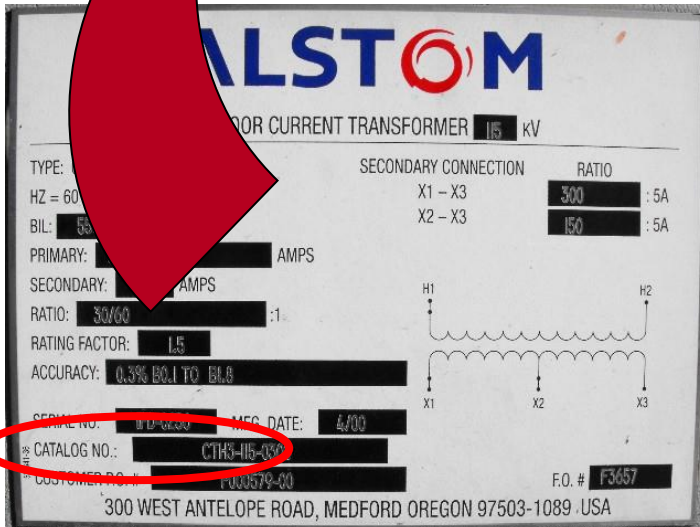 ALSTOM
OOR CURRENT TRANSFORMER 115 KV
TYPE:
SECONDARY CONNECTION RATIO
HZ = 60
X1 – X3 300 : 5A
BIL: 55
X2 – X3 150 : 5A
PRIMARY: AMPS
SECONDARY: AMPS
RATIO: 30/60 :1
H1 H2
RATING FACTOR: 1.5
ACCURACY: 0.3% B0.1 TO B1.8
X1 X2 X3
SERIAL NO: MFG. DATE: 4/00
CATALOG NO.: CTH3-115-030
CUSTOMER P.O. # P000579-00 F.O. # F3657
300 WEST ANTELOPE ROAD, MEDFORD OREGON 97503-1089 USA